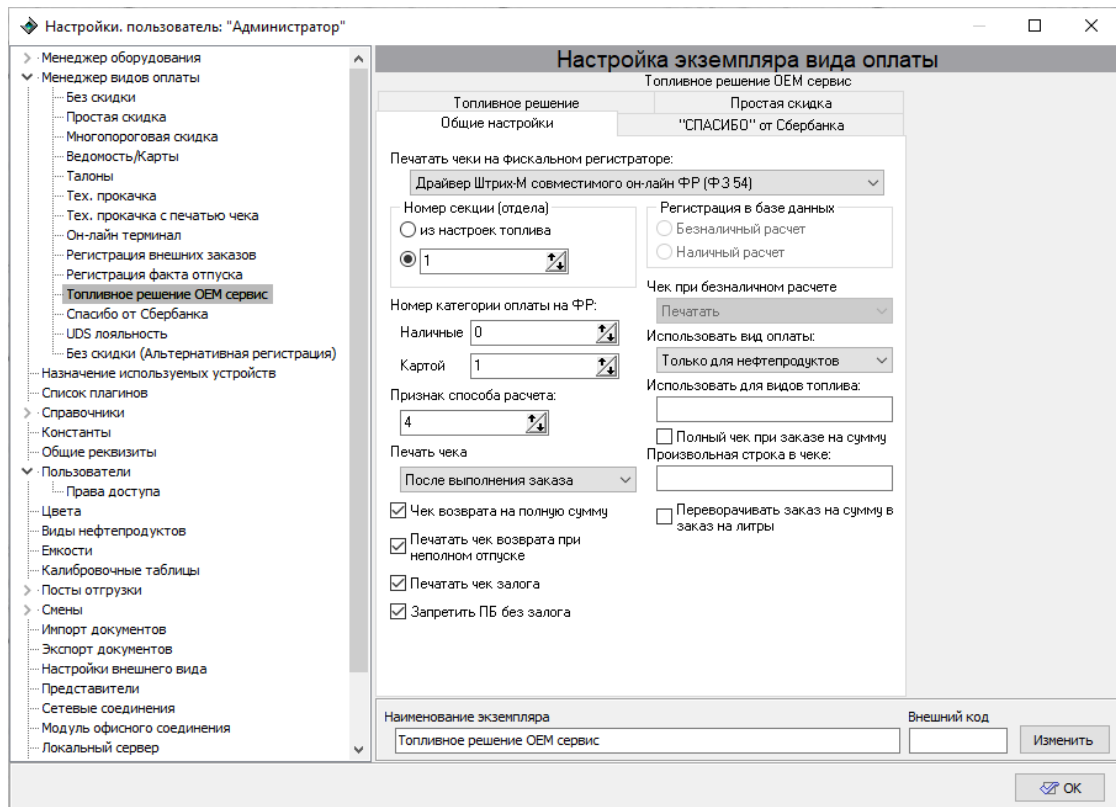 Настройки. пользователь: "Администратор"
Менеджер оборудования
Менеджер видов оплаты
Без скидки
Простая скидка
Многопороговая скидка
Ведомость/Карты
Талоны
Тех. прокачка
Тех. прокачка с печатью чека
Он-лайн терминал
Регистрация внешних заказов
Регистрация факта отпуска
Топливное решение ОЕМ сервис
Спасибо от Сбербанка
UDS лояльность
Без скидки (Альтернативная регистрация)
Назначение используемых устройств
Список плагинов
Справочники
Константы
Общие реквизиты
Пользователи
Права доступа
Цвета
Виды нефтепродуктов
Емкости
Калибровочные таблицы
Посты отгрузки
Смены
Импорт документов
Экспорт документов
Настройки внешнего вида
Представители
Сетевые соединения
Модуль офисного соединения
Локальный сервер
Настройка экземпляра вида оплаты
Топливное решение ОЕМ сервис
Топливное решение
Простая скидка
Общие настройки
"СПАСИБО" от Сбербанка
Печатать чеки на фискальном регистраторе:
Драйвер Штрих-М совместимого он-лайн ФР (ФЗ 54)
Номер секции (отдела)
из настроек топлива
1
Номер категории оплаты на ФР:
Наличные 0
Картой 1
Признак способа расчета:
4
Печать чека
После выполнения заказа
Чек возврата на полную сумму
Печатать чек возврата при
неполном отпуске
Печатать чек залога
Запретить ПБ без залога
Регистрация в базе данных
Безналичный расчет
Наличный расчет
Чек при безналичном расчете
Печатать
Использовать вид оплаты:
Только для нефтепродуктов
Использовать для видов топлива:
Полный чек при заказе на сумму
Произвольная строка в чеке:
Переворачивать заказ на сумму в
заказ на литры
Наименование экземпляра
Топливное решение ОЕМ сервис
Внешний код
Изменить
ОК